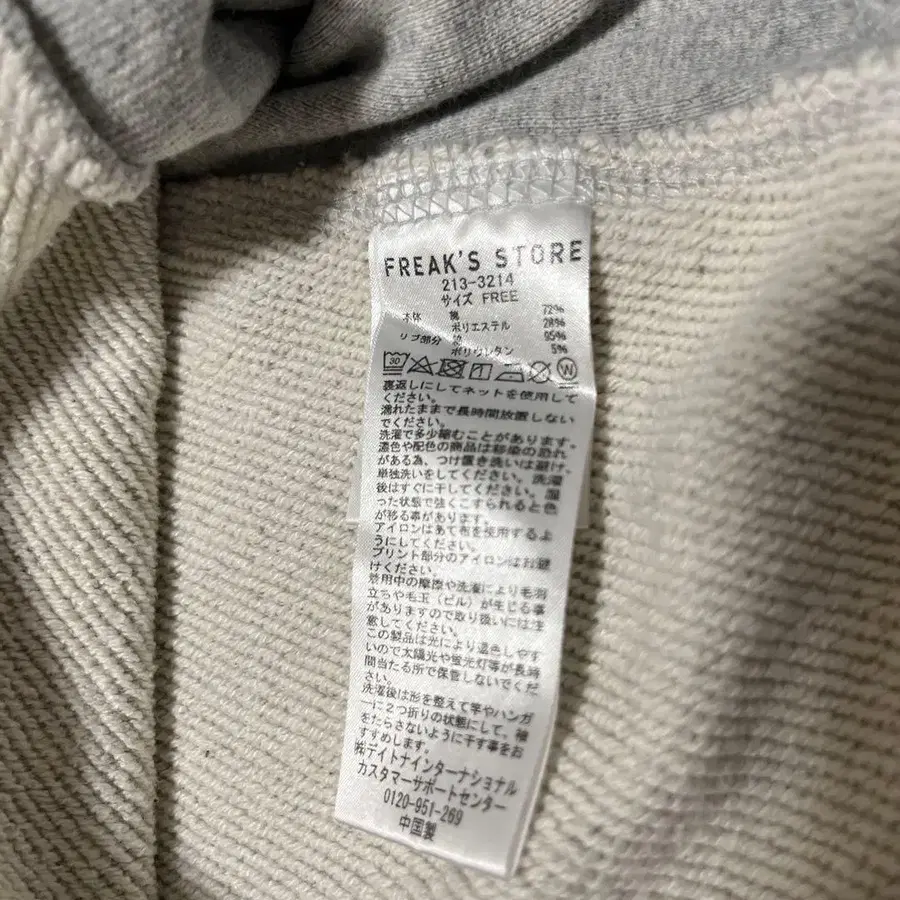 FREAK'S STORE
213-3214
サイズ FREE
本体 綿 72%
ポリエステル 28%
リブ部分 綿 95%
ポリウレタン 5%
30 W
裏返しにしてネットを使用して
ください。
濡れたままで長時間放置しない
でください。
洗濯で多少縮むことがあります。
濃色や配色の商品は移染の恐れ
がある為、つけ置き洗いは避け、
単独洗いをしてください。洗濯
後はすぐに干してください。湿
った状態で強くこすられると色
が移る事があります。
アイロンはあて布を使用するよ
うにしてください。
プリント部分のアイロンはお避
けください。
着用中の摩擦や洗濯により毛羽
立ちや毛玉（ピル）が生じる事
がありますので取り扱いには注
意してください。
この製品は光により退色しやす
いので太陽光や蛍光灯等が長時
間当たる所で保管しないでくだ
さい。
洗濯後は形を整えて竿やハンガ
ーに2つ折りの状態にして、袖
をたらさないように干す事をお
すすめします。
㈱デイトナインターナショナル
カスタマーサポートセンター
0120-951-269
中国製